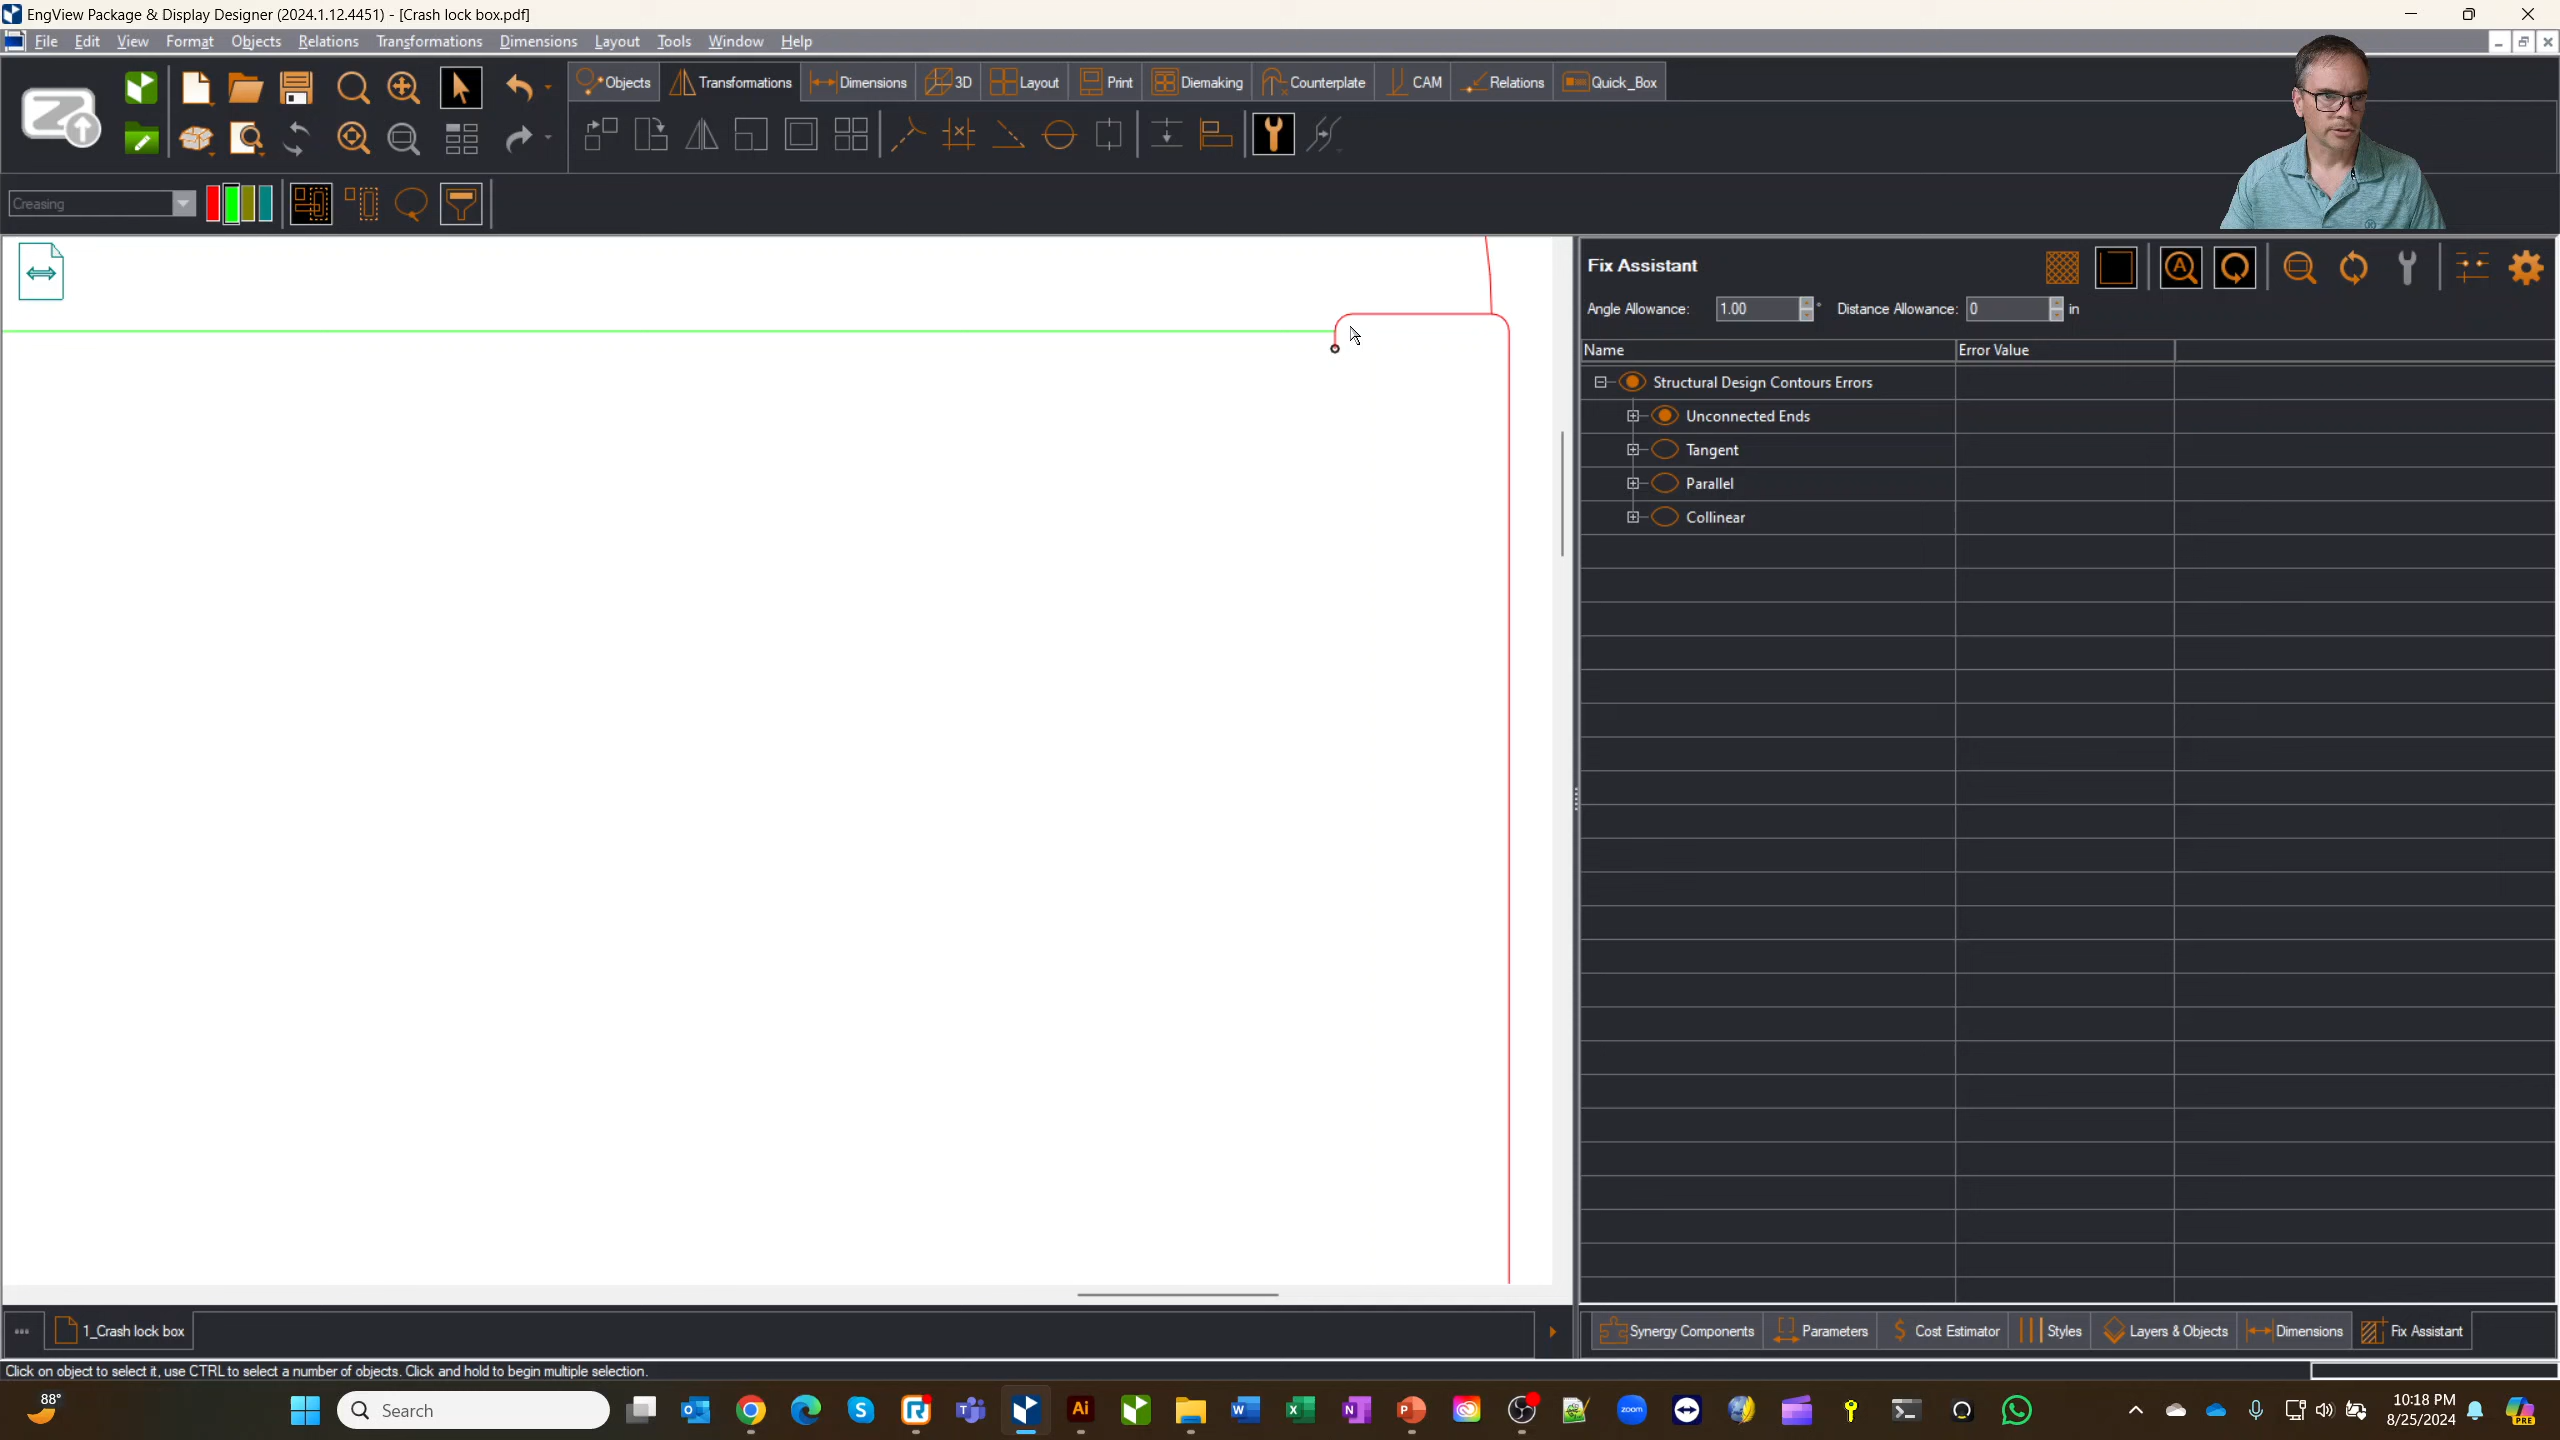 EngView Package & Display Designer (2024.1.12.4451) - [Crash lock box.pdf]
File Edit View Format Objects Relations Transformations Dimensions Layout Tools Window Help
Objects Transformations Dimensions 3D Layout Print Diemaking Counterplate CAM Relations Quick_Box
Creasing
Fix Assistant
Angle Allowance: 1.00 ° Distance Allowance: 0 in
Name Error Value
Structural Design Contours Errors
Unconnected Ends
Tangent
Parallel
Collinear
1_Crash lock box
Synergy Components Parameters Cost Estimator Styles Layers & Objects Dimensions Fix Assistant
Click on object to select it, use CTRL to select a number of objects. Click and hold to begin multiple selection.
88°
Search
Ai
zoom
PRE
10:18 PM
8/25/2024